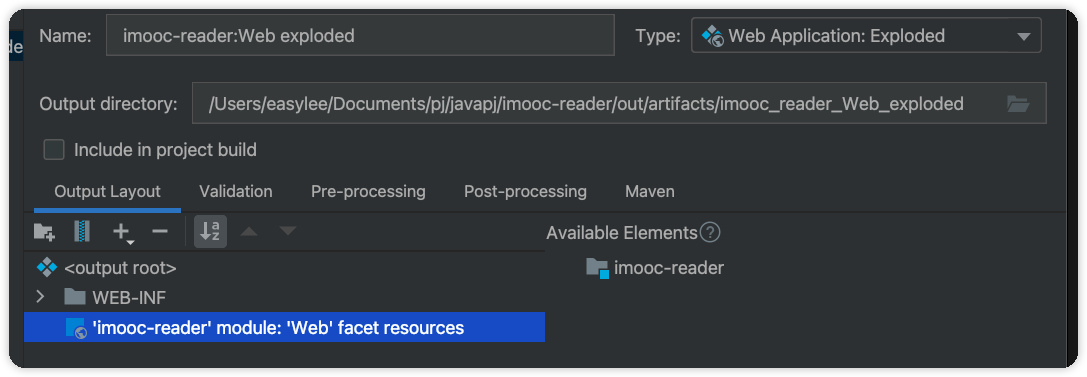 de
Name: imooc-reader:Web exploded Type: Web Application: Exploded
Output directory: /Users/easylee/Documents/pj/javapj/imooc-reader/out/artifacts/imooc_reader_Web_exploded
Include in project build
Output Layout Validation Pre-processing Post-processing Maven
a z Available Elements ?
<output root> imooc-reader
WEB-INF
'imooc-reader' module: 'Web' facet resources